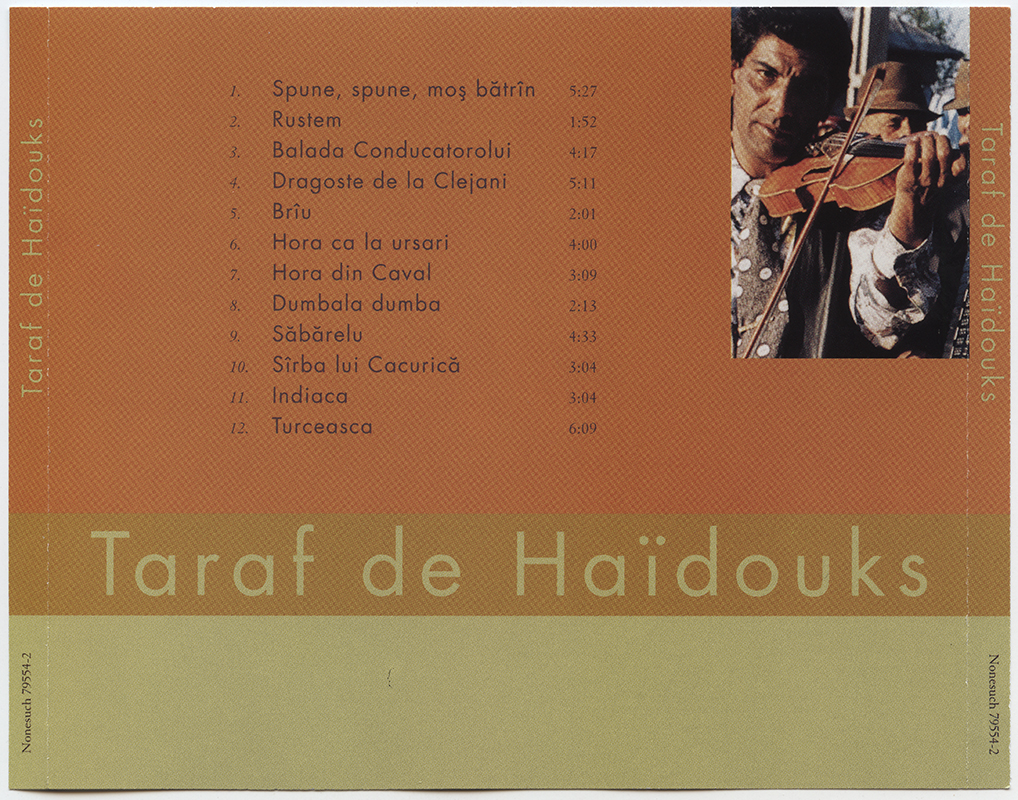 1. Spune, spune, moş bătrîn 5:27
2. Rustem 1:52
3. Balada Conducatorolui 4:17
4. Dragoste de la Clejani 5:11
5. Brîu 2:01
6. Hora ca la ursari 4:00
7. Hora din Caval 3:09
8. Dumbala dumba 2:13
9. Săbărelu 4:33
10. Sîrba lui Cacurică 3:04
11. Indiaca 3:04
12. Turceasca 6:09
Taraf de Haïdouks
Taraf de Haïdouks
Taraf de Haïdouks
Nonesuch 79554-2
Nonesuch 79554-2